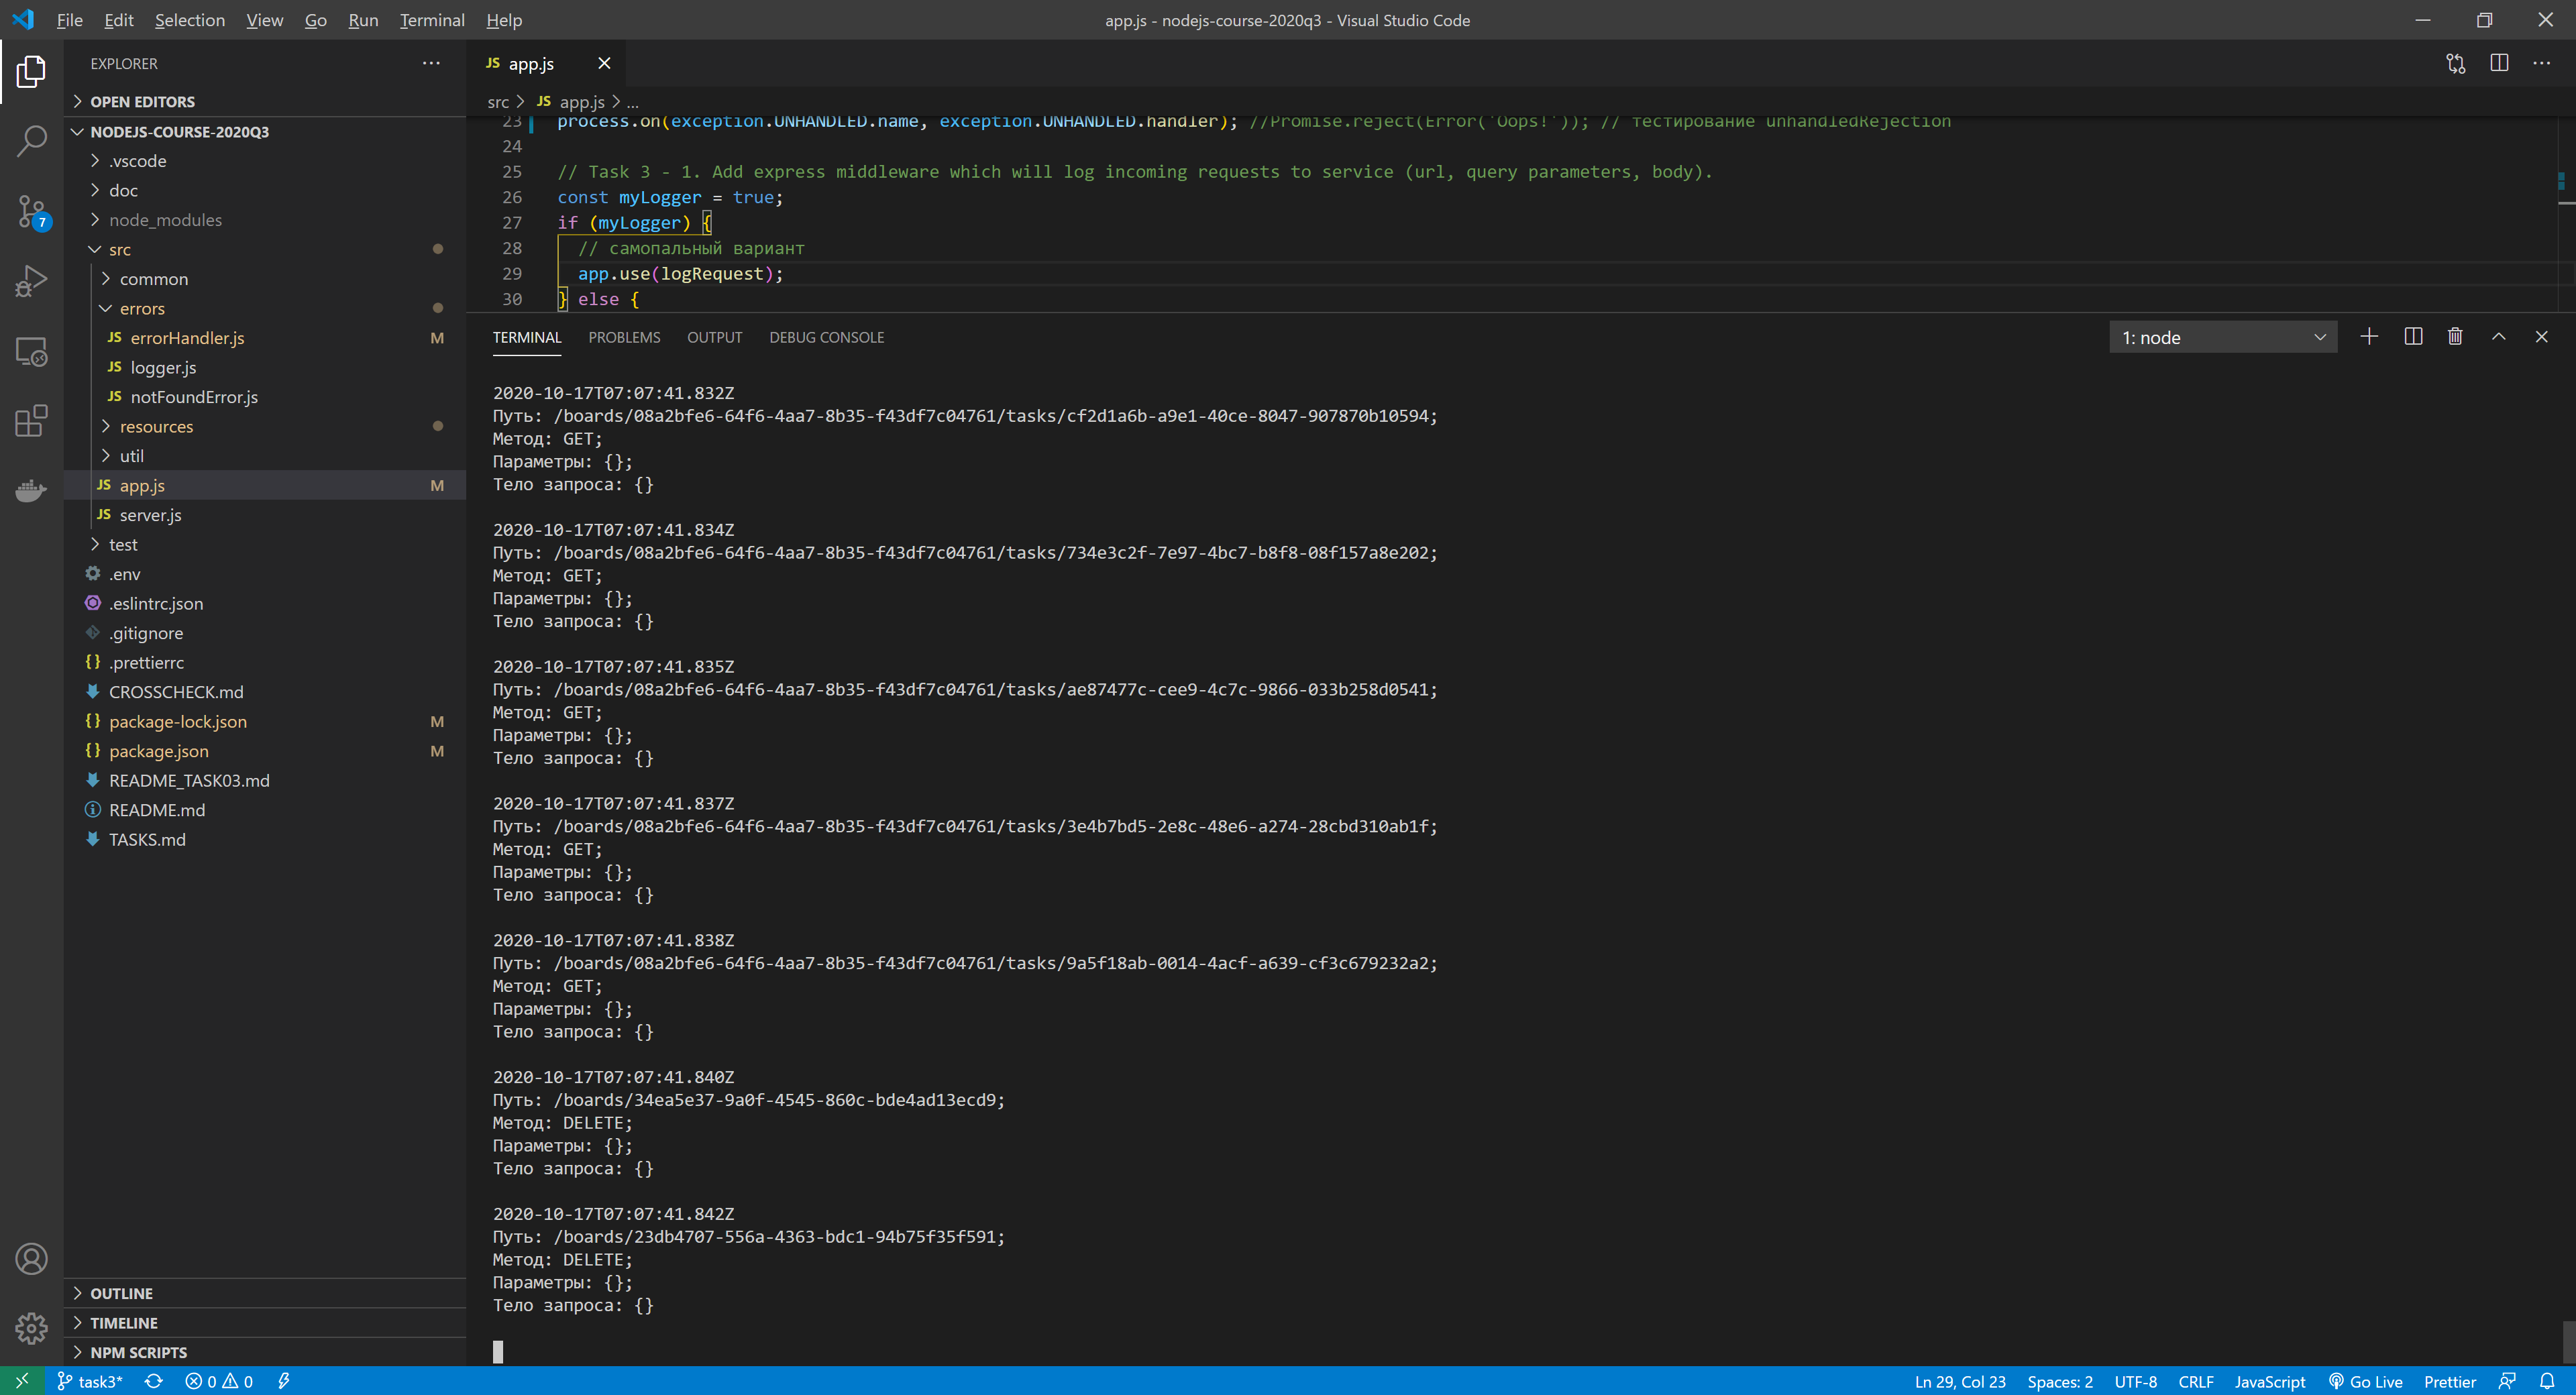 File Edit Selection View Go Run Terminal Help
app.js - nodejs-course-2020q3 - Visual Studio Code
EXPLORER
OPEN EDITORS
NODEJS-COURSE-2020Q3
.vscode
doc
node_modules
src
common
errors
JS errorHandler.js M
JS logger.js
JS notFoundError.js
resources
util
JS app.js M
JS server.js
test
.env
.eslintrc.json
.gitignore
{} .prettierrc
CROSSCHECK.md
{} package-lock.json M
{} package.json M
README_TASK03.md
README.md
TASKS.md
OUTLINE
TIMELINE
NPM SCRIPTS
7
JS app.js
src > JS app.js > ...
23 process.on(exception.UNHANDLED.name, exception.UNHANDLED.handler); //Promise.reject(Error('Oops!')); // тестирование unhandledRejection
24
25 // Task 3 - 1. Add express middleware which will log incoming requests to service (url, query parameters, body).
26 const myLogger = true;
27 if (myLogger) {
28 // самопальный вариант
29 app.use(logRequest);
30 } else {
TERMINAL PROBLEMS OUTPUT DEBUG CONSOLE
1: node
2020-10-17T07:07:41.832Z
Путь: /boards/08a2bfe6-64f6-4aa7-8b35-f43df7c04761/tasks/cf2d1a6b-a9e1-40ce-8047-907870b10594;
Метод: GET;
Параметры: {};
Тело запроса: {}
2020-10-17T07:07:41.834Z
Путь: /boards/08a2bfe6-64f6-4aa7-8b35-f43df7c04761/tasks/734e3c2f-7e97-4bc7-b8f8-08f157a8e202;
Метод: GET;
Параметры: {};
Тело запроса: {}
2020-10-17T07:07:41.835Z
Путь: /boards/08a2bfe6-64f6-4aa7-8b35-f43df7c04761/tasks/ae87477c-cee9-4c7c-9866-033b258d0541;
Метод: GET;
Параметры: {};
Тело запроса: {}
2020-10-17T07:07:41.837Z
Путь: /boards/08a2bfe6-64f6-4aa7-8b35-f43df7c04761/tasks/3e4b7bd5-2e8c-48e6-a274-28cbd310ab1f;
Метод: GET;
Параметры: {};
Тело запроса: {}
2020-10-17T07:07:41.838Z
Путь: /boards/08a2bfe6-64f6-4aa7-8b35-f43df7c04761/tasks/9a5f18ab-0014-4acf-a639-cf3c679232a2;
Метод: GET;
Параметры: {};
Тело запроса: {}
2020-10-17T07:07:41.840Z
Путь: /boards/34ea5e37-9a0f-4545-860c-bde4ad13ecd9;
Метод: DELETE;
Параметры: {};
Тело запроса: {}
2020-10-17T07:07:41.842Z
Путь: /boards/23db4707-556a-4363-bdc1-94b75f35f591;
Метод: DELETE;
Параметры: {};
Тело запроса: {}
task3* 0 0
Ln 29, Col 23 Spaces: 2 UTF-8 CRLF JavaScript Go Live Prettier